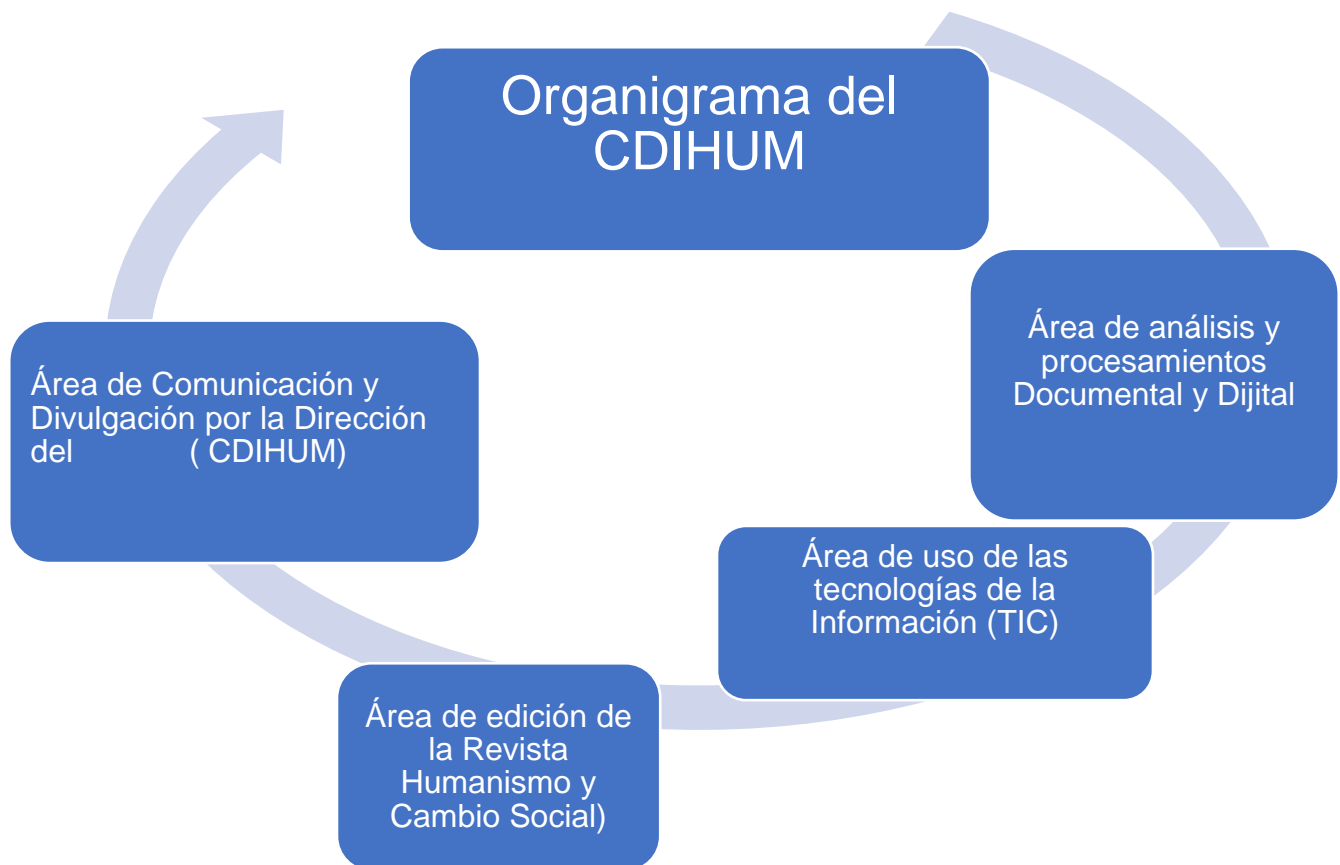 Organigrama del
CDIHUM
Área de análisis y
procesamientos
Documental y Dijital
Área de uso de las
tecnologías de la
Información (TIC)
Área de edición de
la Revista
Humanismo y
Cambio Social)
Área de Comunicación y
Divulgación por la Dirección
del ( CDIHUM)